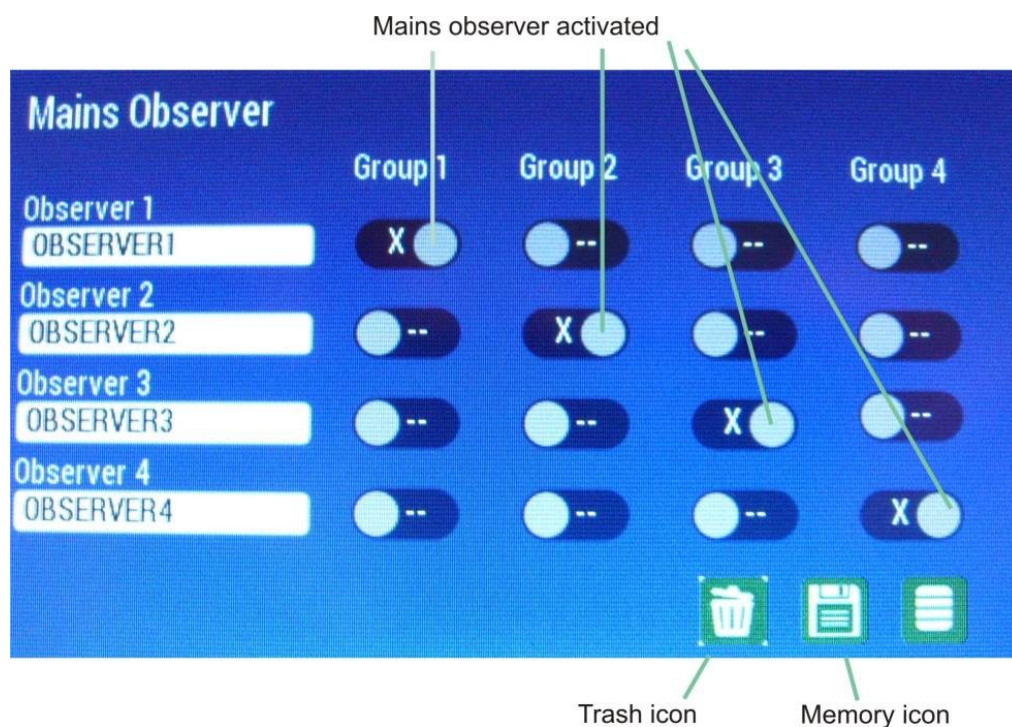 Mains observer activated
Mains Observer
Group 1 Group 2 Group 3 Group 4
Observer 1
OBSERVER1 X -- -- --
Observer 2
OBSERVER2 -- X -- --
Observer 3
OBSERVER3 -- -- X --
Observer 4
OBSERVER4 -- -- -- X
Trash icon Memory icon